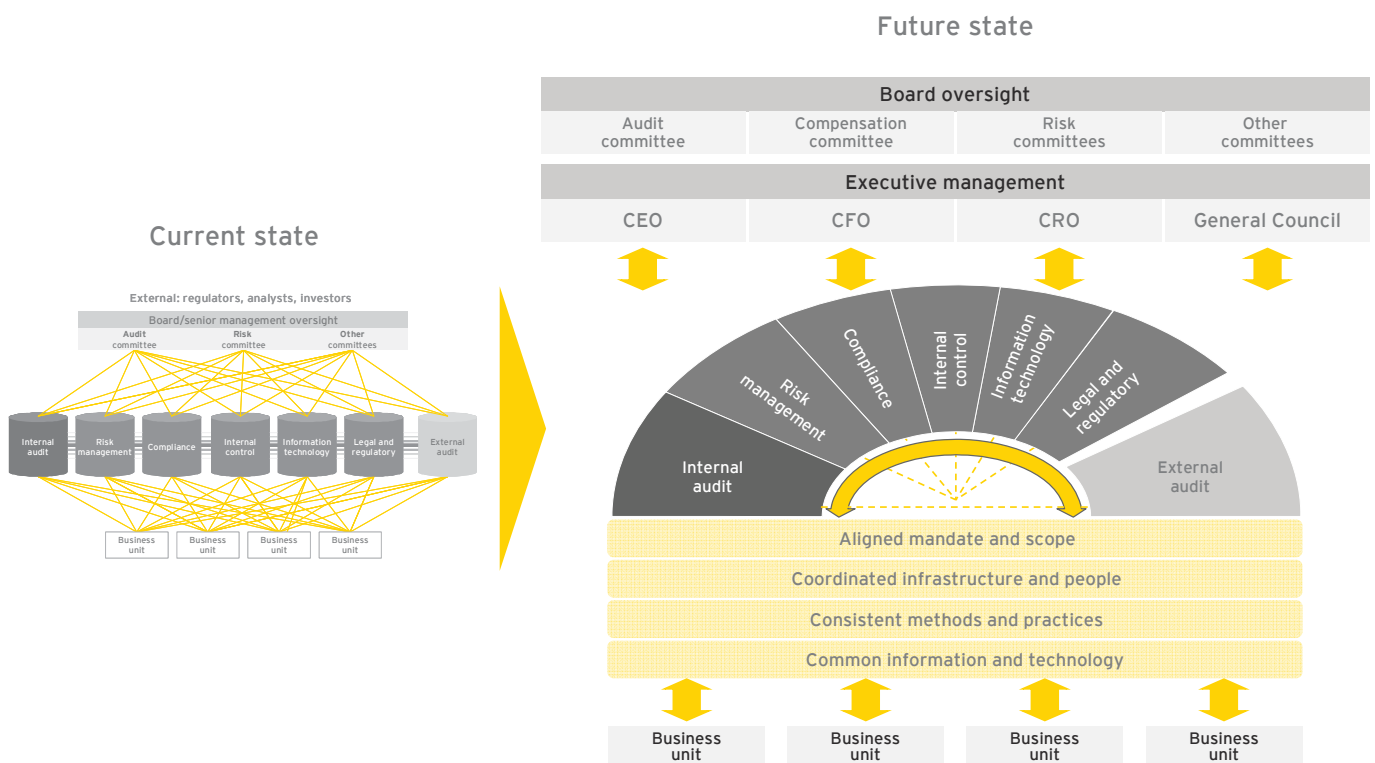 Future state
Board oversight
Audit
committee
Compensation
committee
Risk
committees
Other
committees
Executive management
CEO
CFO
CRO
General Council
Current state
External: regulators, analysts, investors
Board/senior management oversight
Audit
committee
Risk
committee
Other
committees
Internal
audit
Risk
management
Compliance
Internal
control
Information
technology
Legal and
regulatory
External
audit
Business
unit
Business
unit
Business
unit
Business
unit
Internal
audit
Risk
management
Compliance
Internal
control
Information
technology
Legal and
regulatory
External
audit
Aligned mandate and scope
Coordinated infrastructure and people
Consistent methods and practices
Common information and technology
Business
unit
Business
unit
Business
unit
Business
unit